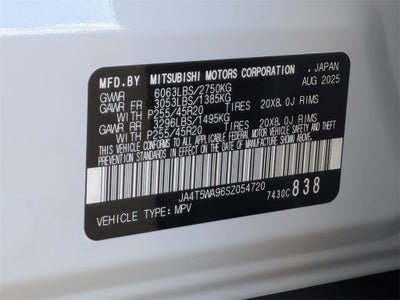 MFD.BY MITSUBISHI MOTORS CORPORATION, JAPAN
GVWR 6063LBS/2750KG AUG 2025
GAWR FR 3053LBS/1385KG
WITH P255/45R20 TIRES 20X8.0J RIMS
GAWR RR 3296LBS/1495KG
WITH P255/45R20 TIRES 20X8.0J RIMS
THIS VEHICLE CONFORMS TO ALL APPLICABLE FEDERAL MOTOR VEHICLE SAFETY AND THEFT
PREVENTION STANDARDS IN EFFECT ON THE DATE OF MANUFACTURE SHOWN ABOVE.
JA4T5WA96SZ054720 7430C 838
VEHICLE TYPE: MPV